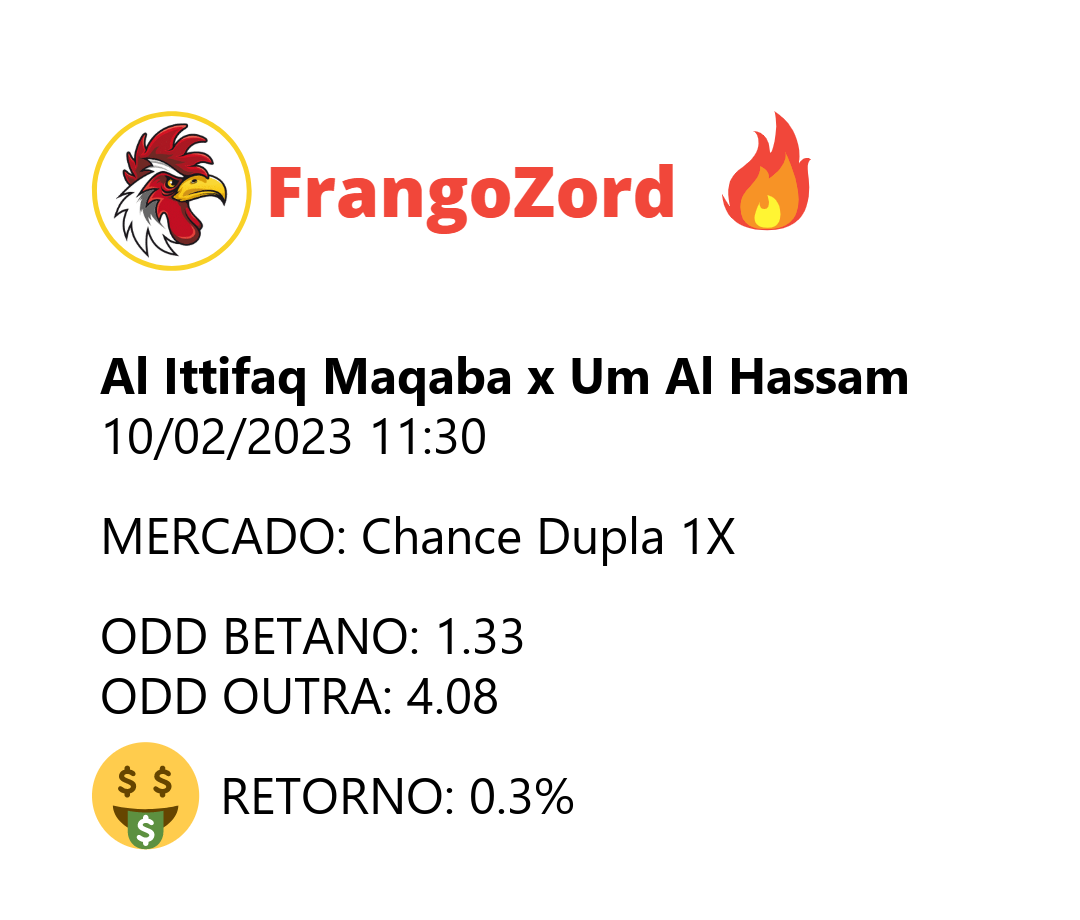 FrangoZord
Al Ittifaq Maqaba x Um Al Hassam
10/02/2023 11:30
MERCADO: Chance Dupla 1X
ODD BETANO: 1.33
ODD OUTRA: 4.08
RETORNO: 0.3%